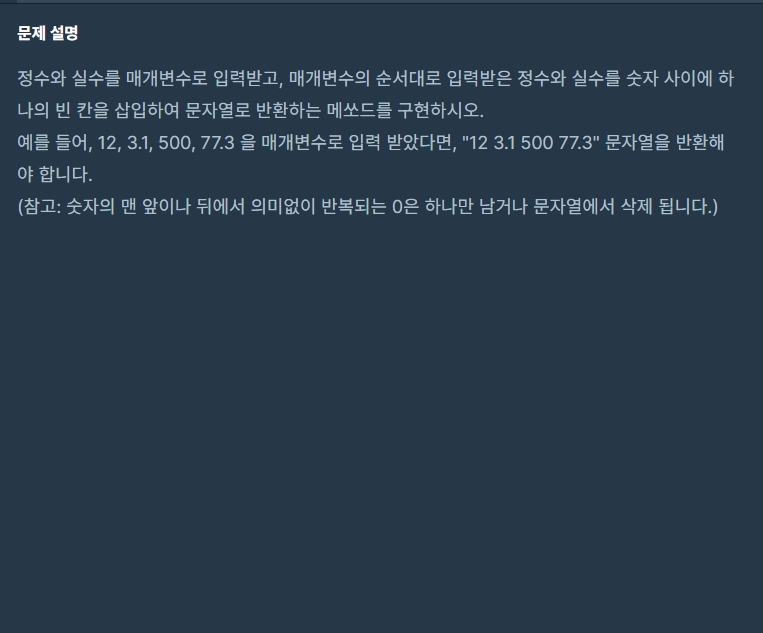 문제 설명
정수와 실수를 매개변수로 입력받고, 매개변수의 순서대로 입력받은 정수와 실수를 숫자 사이에 하
나의 빈 칸을 삽입하여 문자열로 반환하는 메쏘드를 구현하시오.
예를 들어, 12, 3.1, 500, 77.3 을 매개변수로 입력 받았다면, "12 3.1 500 77.3" 문자열을 반환해
야 합니다.
(참고: 숫자의 맨 앞이나 뒤에서 의미없이 반복되는 0은 하나만 남거나 문자열에서 삭제 됩니다.)